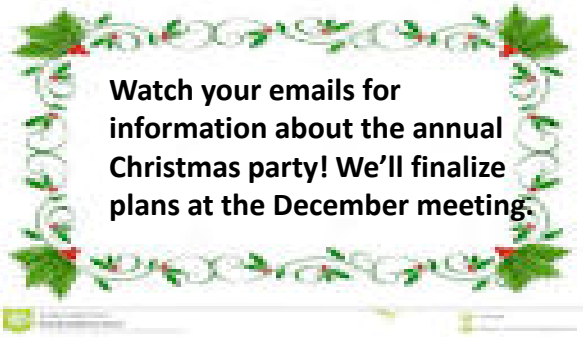 Watch your emails for
information about the annual
Christmas party! We’ll finalize
plans at the December meeting.